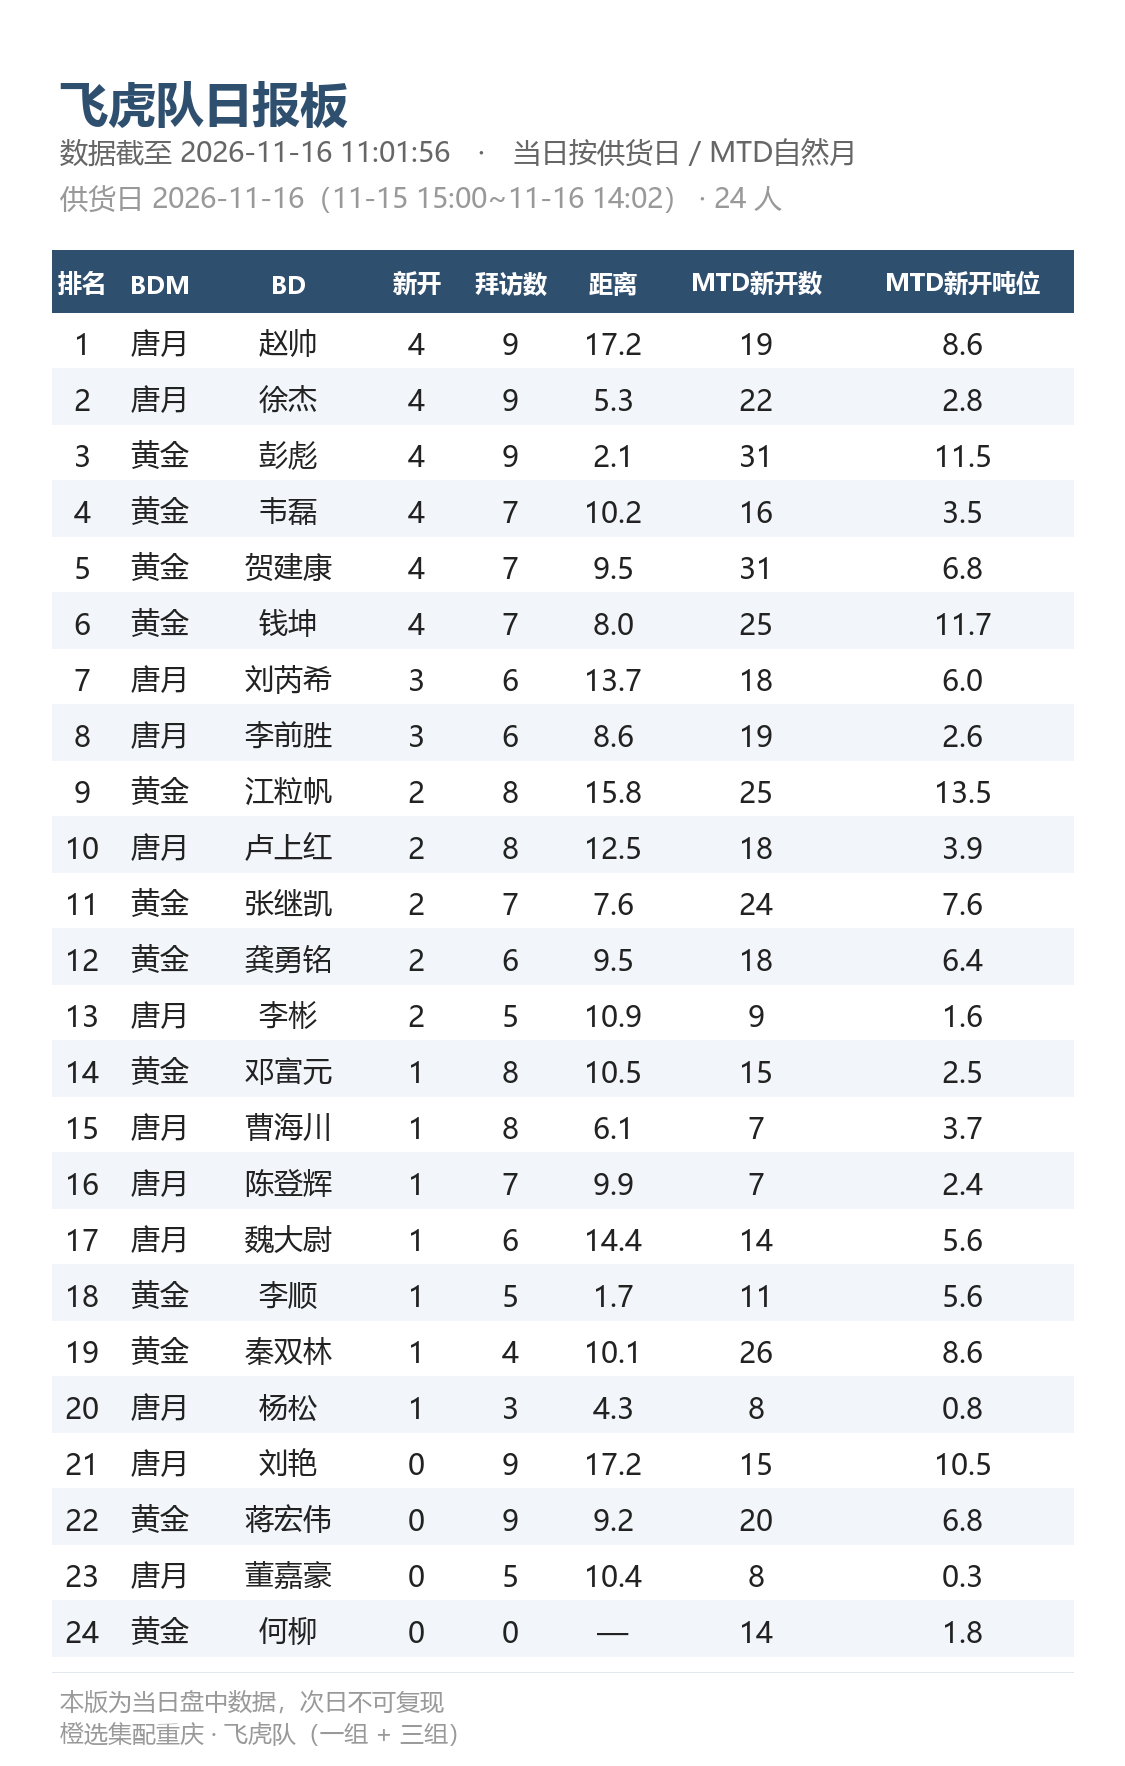 飞虎队日报板
数据截至 2026-11-16 11:01:56 · 当日按供货日 / MTD自然月
供货日 2026-11-16（11-15 15:00~11-16 14:02） · 24 人
排名 BDM BD 新开 拜访数 距离 MTD新开数 MTD新开吨位
1 唐月 赵帅 4 9 17.2 19 8.6
2 唐月 徐杰 4 9 5.3 22 2.8
3 黄金 彭彪 4 9 2.1 31 11.5
4 黄金 韦磊 4 7 10.2 16 3.5
5 黄金 贺建康 4 7 9.5 31 6.8
6 黄金 钱坤 4 7 8.0 25 11.7
7 唐月 刘芮希 3 6 13.7 18 6.0
8 唐月 李前胜 3 6 8.6 19 2.6
9 黄金 江粒帆 2 8 15.8 25 13.5
10 唐月 卢上红 2 8 12.5 18 3.9
11 黄金 张继凯 2 7 7.6 24 7.6
12 黄金 龚勇铭 2 6 9.5 18 6.4
13 唐月 李彬 2 5 10.9 9 1.6
14 黄金 邓富元 1 8 10.5 15 2.5
15 唐月 曹海川 1 8 6.1 7 3.7
16 唐月 陈登辉 1 7 9.9 7 2.4
17 唐月 魏大尉 1 6 14.4 14 5.6
18 黄金 李顺 1 5 1.7 11 5.6
19 黄金 秦双林 1 4 10.1 26 8.6
20 唐月 杨松 1 3 4.3 8 0.8
21 唐月 刘艳 0 9 17.2 15 10.5
22 黄金 蒋宏伟 0 9 9.2 20 6.8
23 唐月 董嘉豪 0 5 10.4 8 0.3
24 黄金 何柳 0 0 — 14 1.8
本版为当日盘中数据，次日不可复现
橙选集配重庆 · 飞虎队（一组 + 三组）